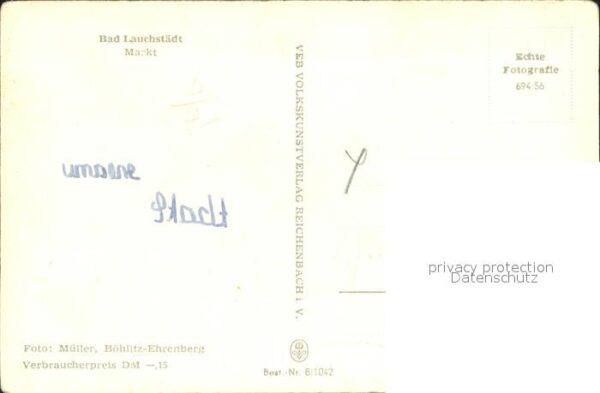 Bad Lauchstädt
Markt
Echte
Fotografie
694/56
VEB VOLKSKUNSTVERLAG REICHENBACH i. V.
unsere
Stadt
privacy protection
Datenschutz
Foto: Müller, Böhlitz-Ehrenberg
Verbraucherpreis DM —,15
Best.-Nr. B/1042